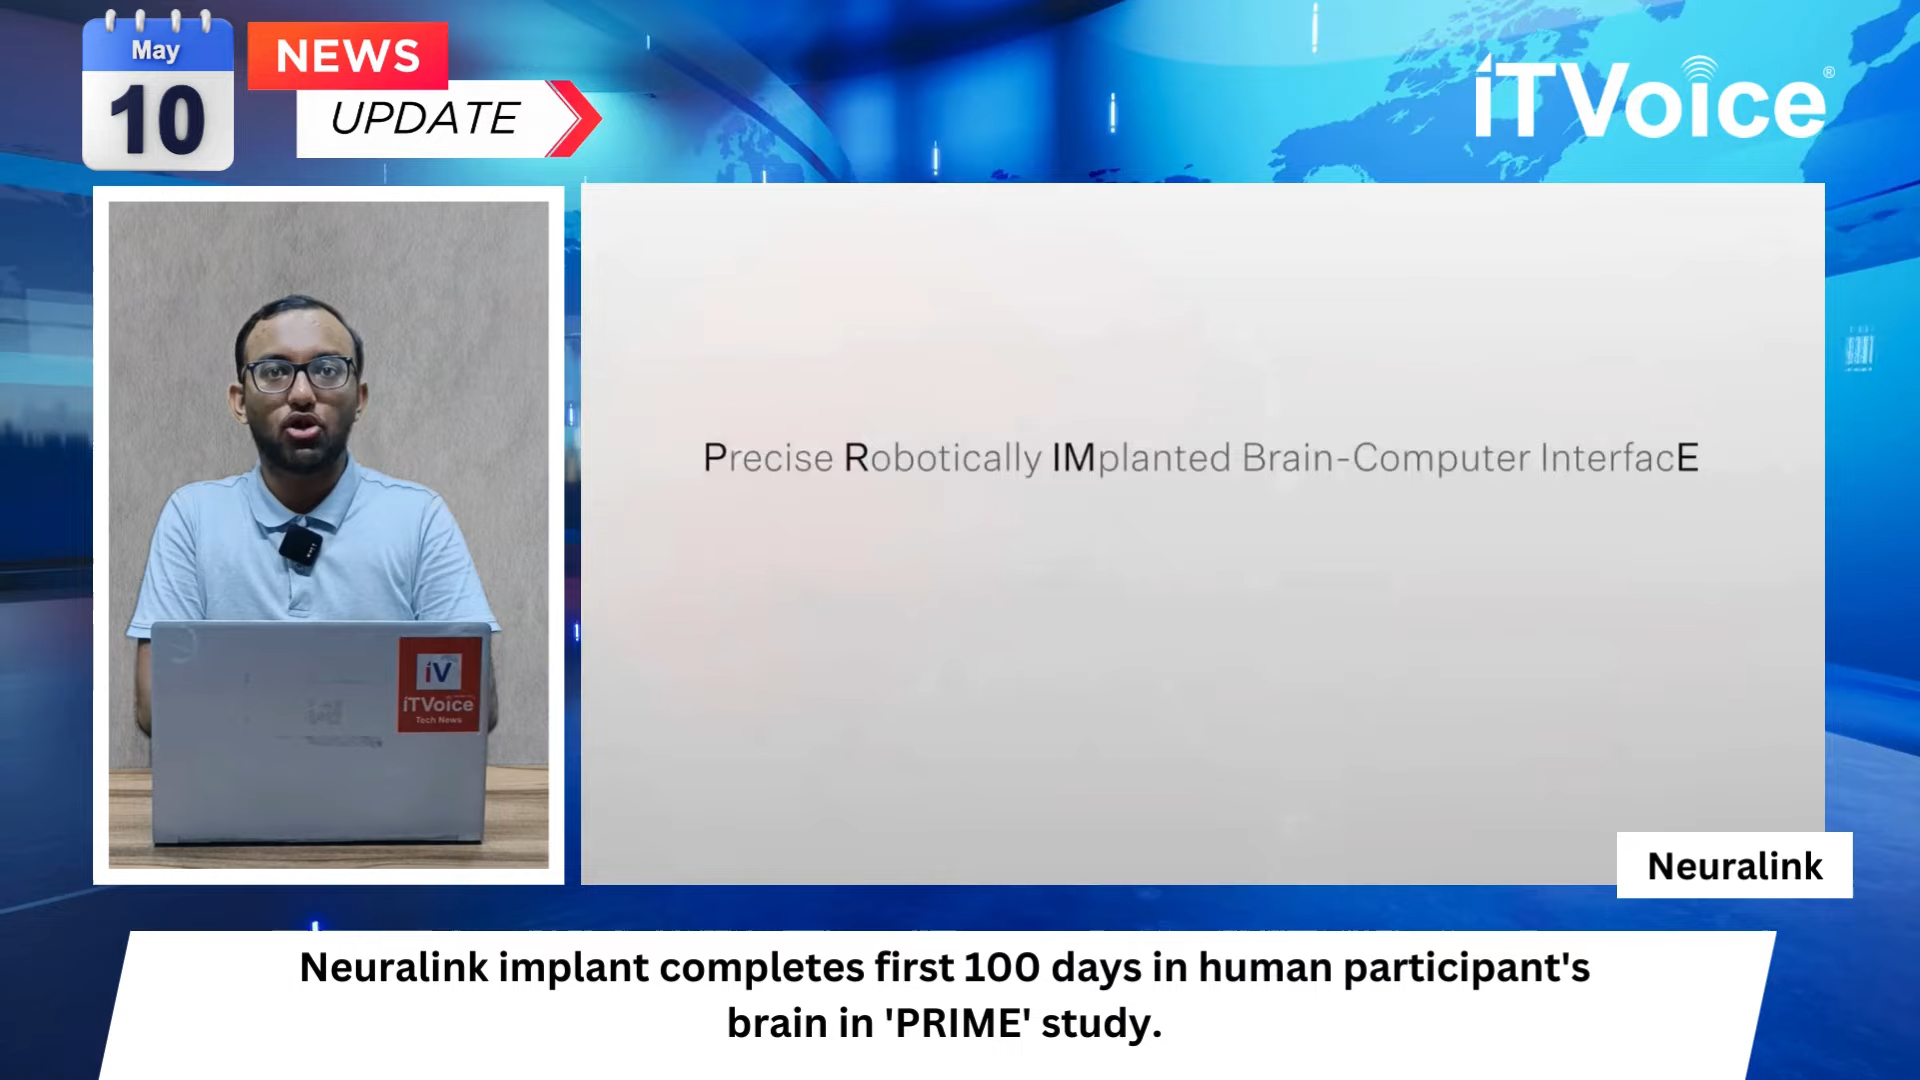 May
10
NEWS
UPDATE
iTVoice®
Precise Robotically IMplanted Brain-Computer InterfacE
iV
iTVoice
Tech News
Neuralink
Neuralink implant completes first 100 days in human participant's
brain in 'PRIME' study.